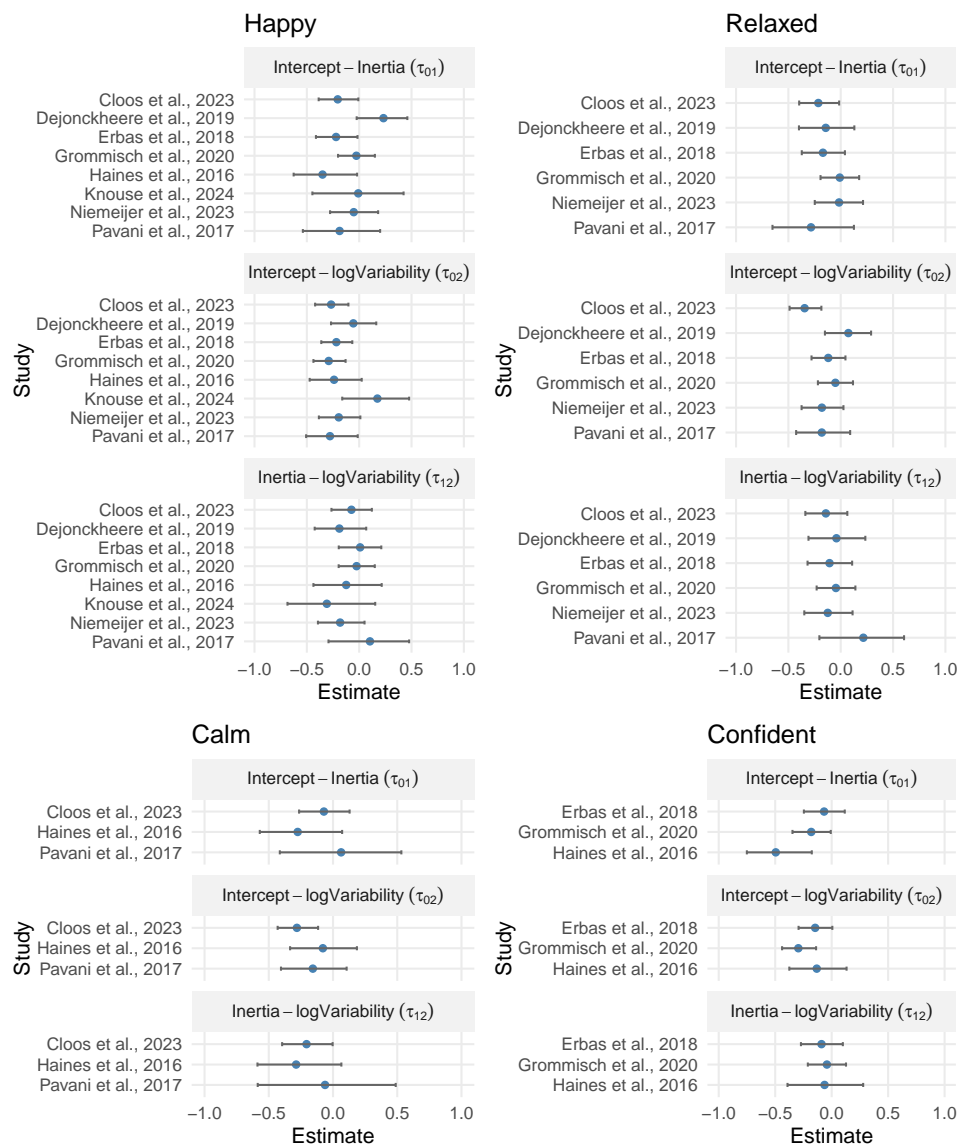 Happy
Intercept – Inertia (τ01)
Cloos et al., 2023
Dejonckheere et al., 2019
Erbas et al., 2018
Grommisch et al., 2020
Haines et al., 2016
Knouse et al., 2024
Niemeijer et al., 2023
Pavani et al., 2017
Intercept – logVariability (τ02)
Cloos et al., 2023
Dejonckheere et al., 2019
Erbas et al., 2018
Grommisch et al., 2020
Haines et al., 2016
Knouse et al., 2024
Niemeijer et al., 2023
Pavani et al., 2017
Study
Inertia – logVariability (τ12)
Cloos et al., 2023
Dejonckheere et al., 2019
Erbas et al., 2018
Grommisch et al., 2020
Haines et al., 2016
Knouse et al., 2024
Niemeijer et al., 2023
Pavani et al., 2017
−1.0 −0.5 0.0 0.5 1.0
Estimate
Relaxed
Intercept – Inertia (τ01)
Cloos et al., 2023
Dejonckheere et al., 2019
Erbas et al., 2018
Grommisch et al., 2020
Niemeijer et al., 2023
Pavani et al., 2017
Intercept – logVariability (τ02)
Cloos et al., 2023
Dejonckheere et al., 2019
Erbas et al., 2018
Grommisch et al., 2020
Niemeijer et al., 2023
Pavani et al., 2017
Study
Inertia – logVariability (τ12)
Cloos et al., 2023
Dejonckheere et al., 2019
Erbas et al., 2018
Grommisch et al., 2020
Niemeijer et al., 2023
Pavani et al., 2017
−1.0 −0.5 0.0 0.5 1.0
Estimate
Calm
Intercept – Inertia (τ01)
Cloos et al., 2023
Haines et al., 2016
Pavani et al., 2017
Intercept – logVariability (τ02)
Cloos et al., 2023
Haines et al., 2016
Pavani et al., 2017
Study
Inertia – logVariability (τ12)
Cloos et al., 2023
Haines et al., 2016
Pavani et al., 2017
−1.0 −0.5 0.0 0.5 1.0
Estimate
Confident
Intercept – Inertia (τ01)
Erbas et al., 2018
Grommisch et al., 2020
Haines et al., 2016
Intercept – logVariability (τ02)
Erbas et al., 2018
Grommisch et al., 2020
Haines et al., 2016
Study
Inertia – logVariability (τ12)
Erbas et al., 2018
Grommisch et al., 2020
Haines et al., 2016
−1.0 −0.5 0.0 0.5 1.0
Estimate